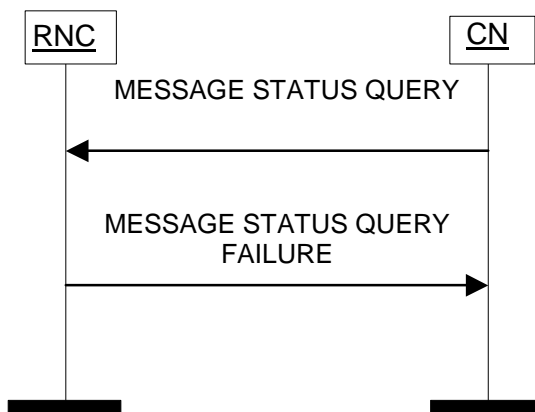 RNC
CN
MESSAGE STATUS QUERY
MESSAGE STATUS QUERY
FAILURE